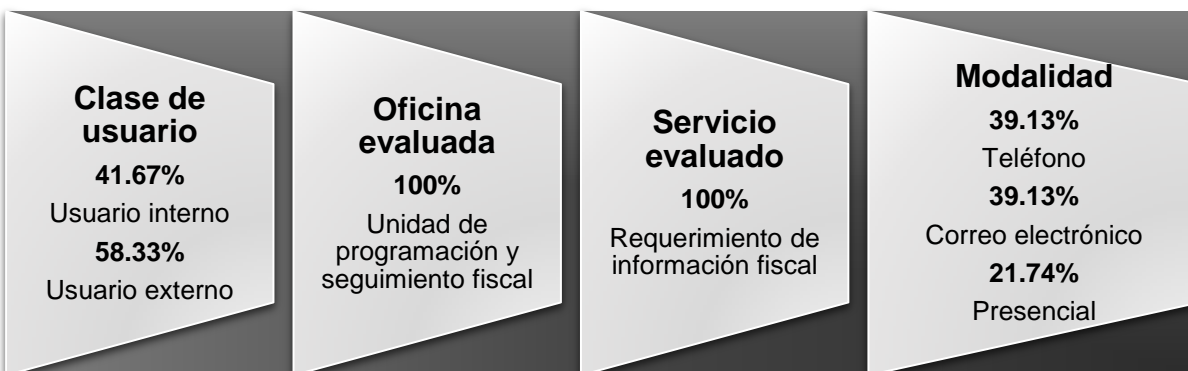 Clase de
usuario
41.67%
Usuario interno
58.33%
Usuario externo
Oficina
evaluada
100%
Unidad de
programación y
seguimiento fiscal
Servicio
evaluado
100%
Requerimiento de
información fiscal
Modalidad
39.13%
Teléfono
39.13%
Correo electrónico
21.74%
Presencial